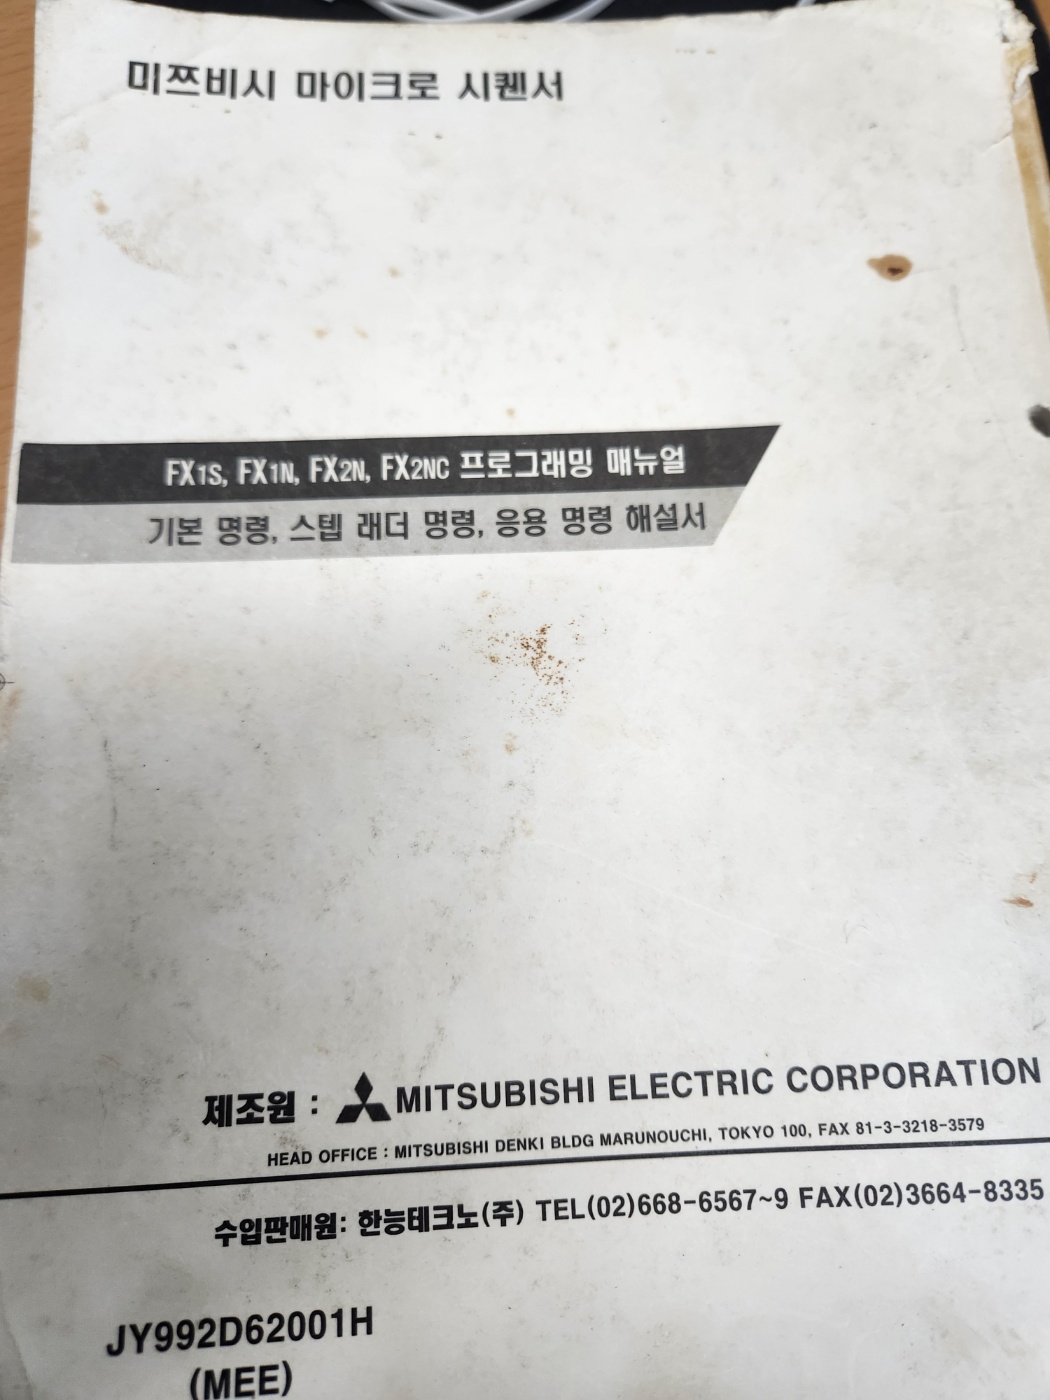 미쯔비시 마이크로 시켄서
FX1S, FX1N, FX2N, FX2NC 프로그래밍 매뉴얼
기본 명령, 스텝 래더 명령, 응용 명령 해설서
제조원 : MITSUBISHI ELECTRIC CORPORATION
HEAD OFFICE : MITSUBISHI DENKI BLDG MARUNOUCHI, TOKYO 100, FAX 81-3-3218-3579
수입판매원: 한능테크노(주) TEL(02)668-6567~9 FAX(02)3664-8335
JY992D62001H
(MEE)